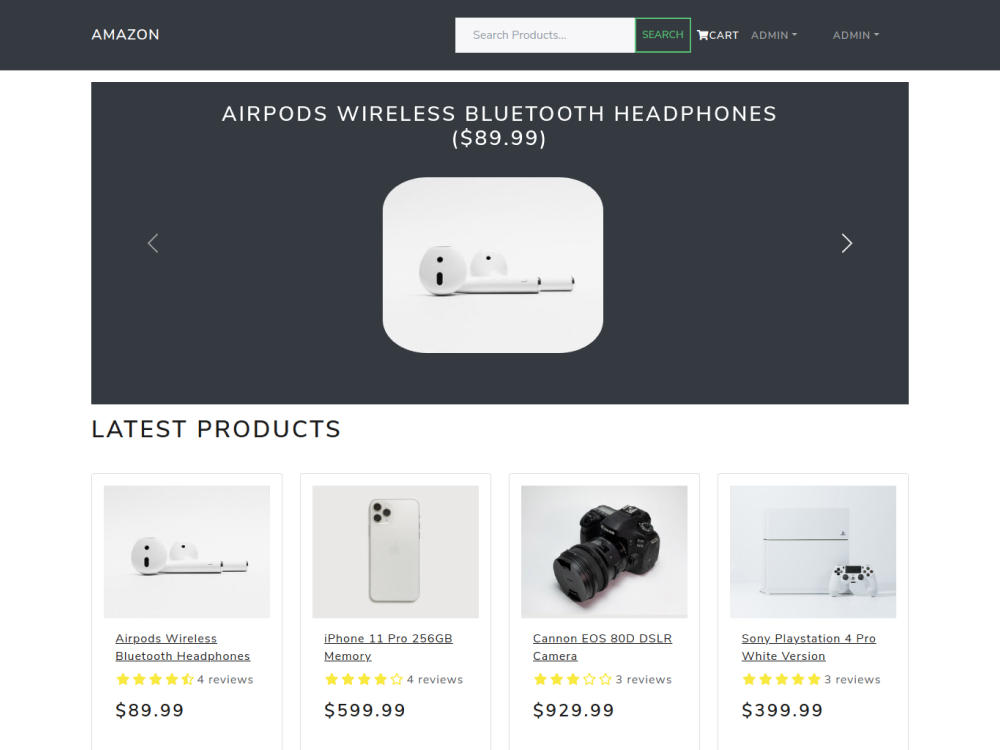 AMAZON
Search Products...
SEARCH
CART
ADMIN
ADMIN
AIRPODS WIRELESS BLUETOOTH HEADPHONES
($89.99)
LATEST PRODUCTS
Airpods Wireless
Bluetooth Headphones
4 reviews
$89.99
iPhone 11 Pro 256GB
Memory
4 reviews
$599.99
Cannon EOS 80D DSLR
Camera
3 reviews
$929.99
Sony Playstation 4 Pro
White Version
3 reviews
$399.99